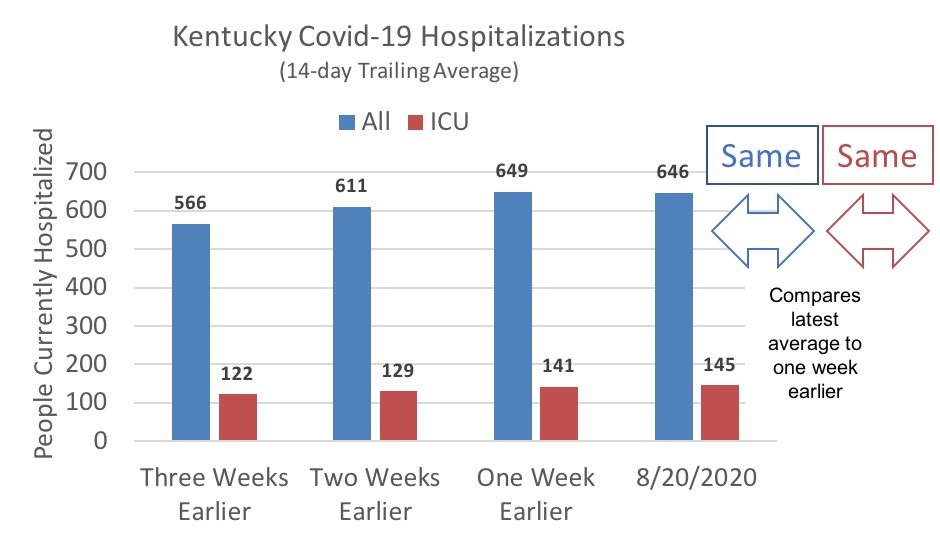 Kentucky Covid-19 Hospitalizations
(14-day Trailing Average)
All ICU
People Currently Hospitalized
700
600
500
400
300
200
100
0
566
122
611
129
649
141
646
145
Three Weeks
Earlier
Two Weeks
Earlier
One Week
Earlier
8/20/2020
Same
Same
Compares
latest
average to
one week
earlier